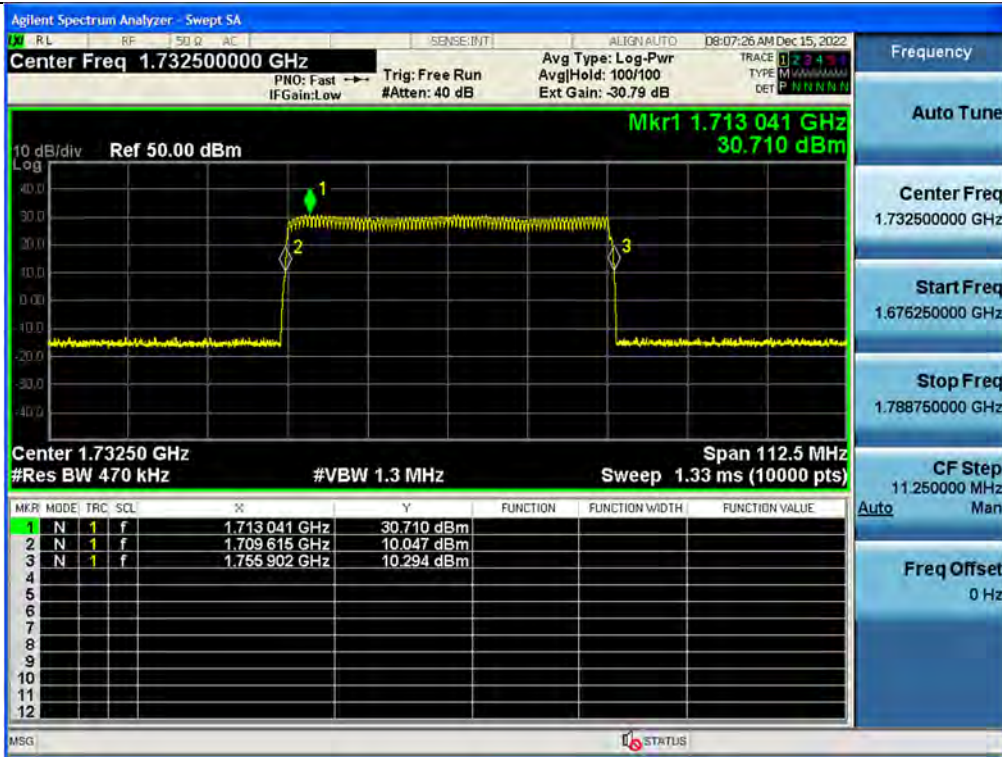 Agilent Spectrum Analyzer - Swept SA
RL RF 50 Ω AC SENSE:INT ALIGN AUTO 08:07:26 AM Dec 15, 2022
Center Freq 1.732500000 GHz
PNO: Fast
IFGain:Low
Trig: Free Run
#Atten: 40 dB
Avg Type: Log-Pwr
Avg|Hold: 100/100
Ext Gain: -30.79 dB
TRACE 1 2 3 4 5 6
TYPE M
DET P N N N N N
Mkr1 1.713 041 GHz
30.710 dBm
10 dB/div Ref 50.00 dBm
Log
40.0
30.0
20.0
10.0
0.00
-10.0
-20.0
-30.0
-40.0
1
2
3
Center 1.73250 GHz Span 112.5 MHz
#Res BW 470 kHz #VBW 1.3 MHz Sweep 1.33 ms (10000 pts)
MKR MODE TRC SCL X Y FUNCTION FUNCTION WIDTH FUNCTION VALUE
1 N 1 f 1.713 041 GHz 30.710 dBm
2 N 1 f 1.709 615 GHz 10.047 dBm
3 N 1 f 1.755 902 GHz 10.294 dBm
4
5
6
7
8
9
10
11
12
MSG STATUS
Frequency
Auto Tune
Center Freq
1.732500000 GHz
Start Freq
1.676250000 GHz
Stop Freq
1.788750000 GHz
CF Step
11.250000 MHz
Auto Man
Freq Offset
0 Hz